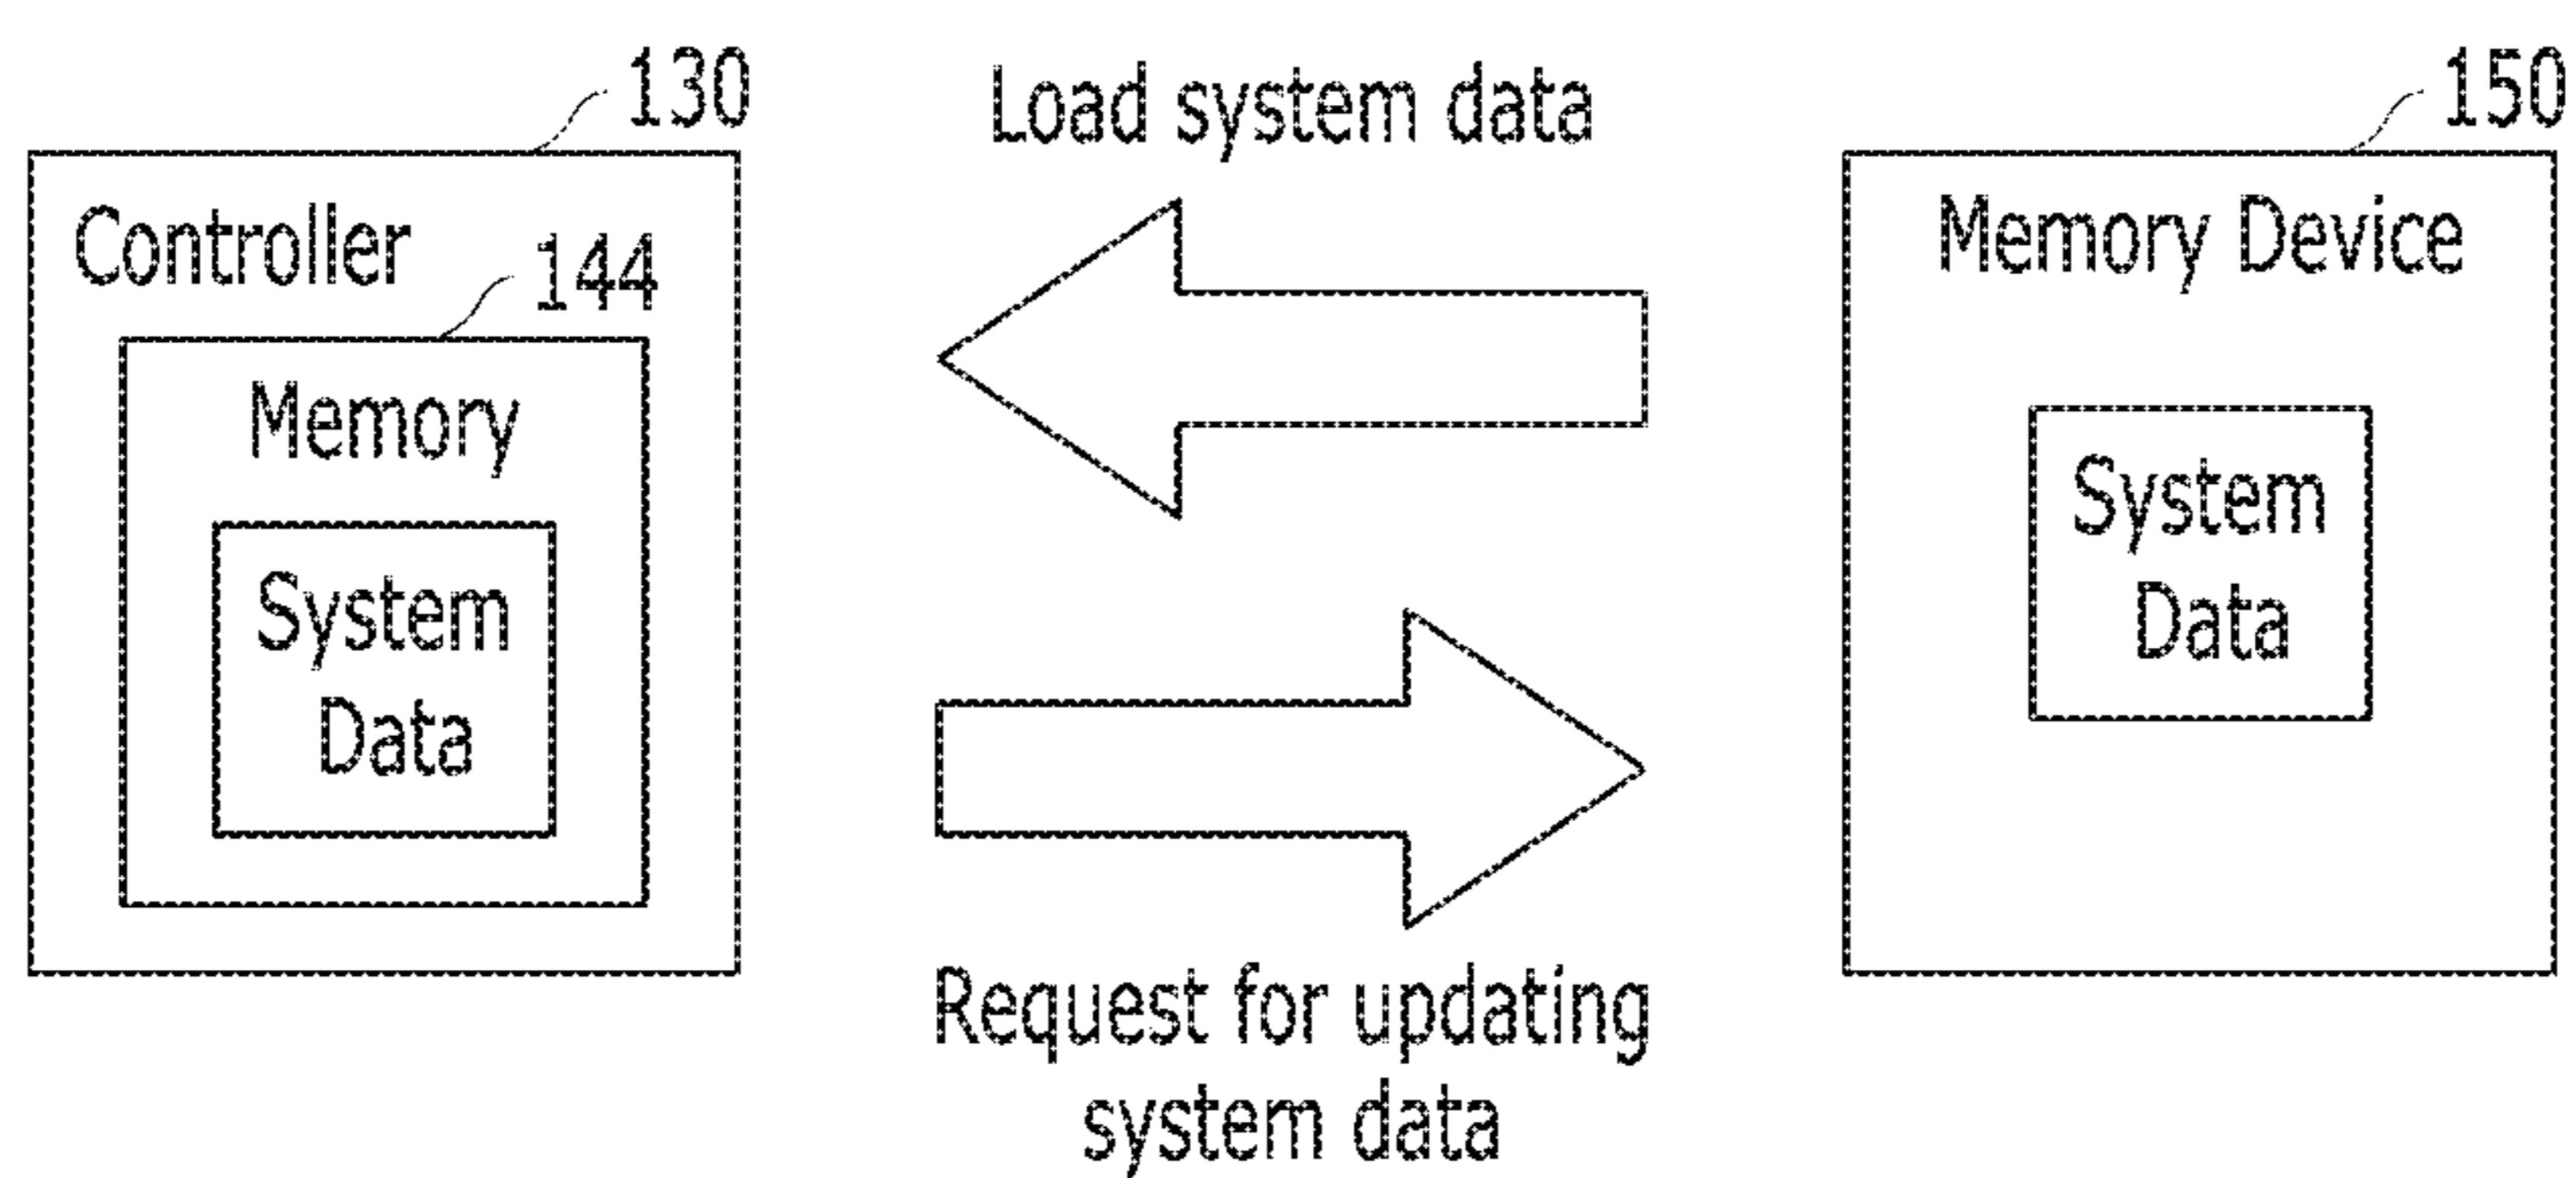 130
Load system data
150
Controller
144
Memory Device
Memory
System
Data
System
Data
Request for updating
system data